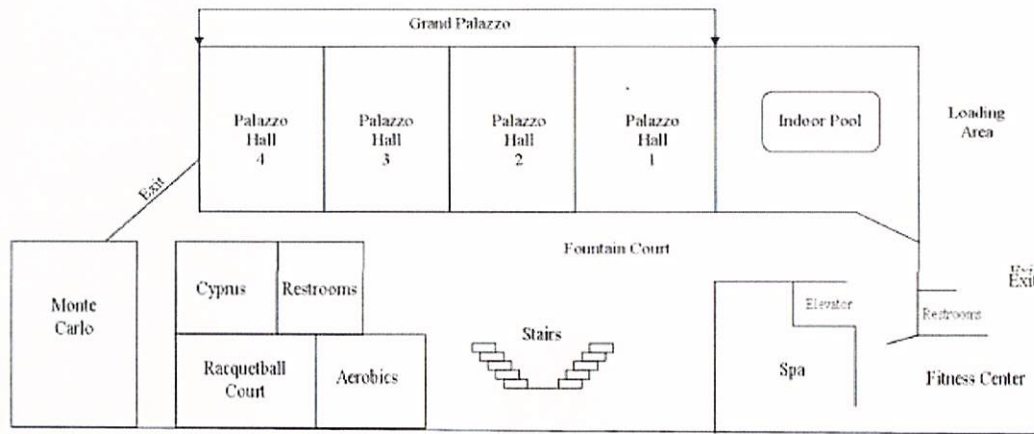 Grand Palazzo
Palazzo
Hall
4
Palazzo
Hall
3
Palazzo
Hall
2
Palazzo
Hall
1
Indoor Pool
Loading
Area
Exit
Fountain Court
Monte
Carlo
Cyprus
Restrooms
Elevator
Exit
Restrooms
Stairs
Racquetball
Court
Aerobics
Spa
Fitness Center